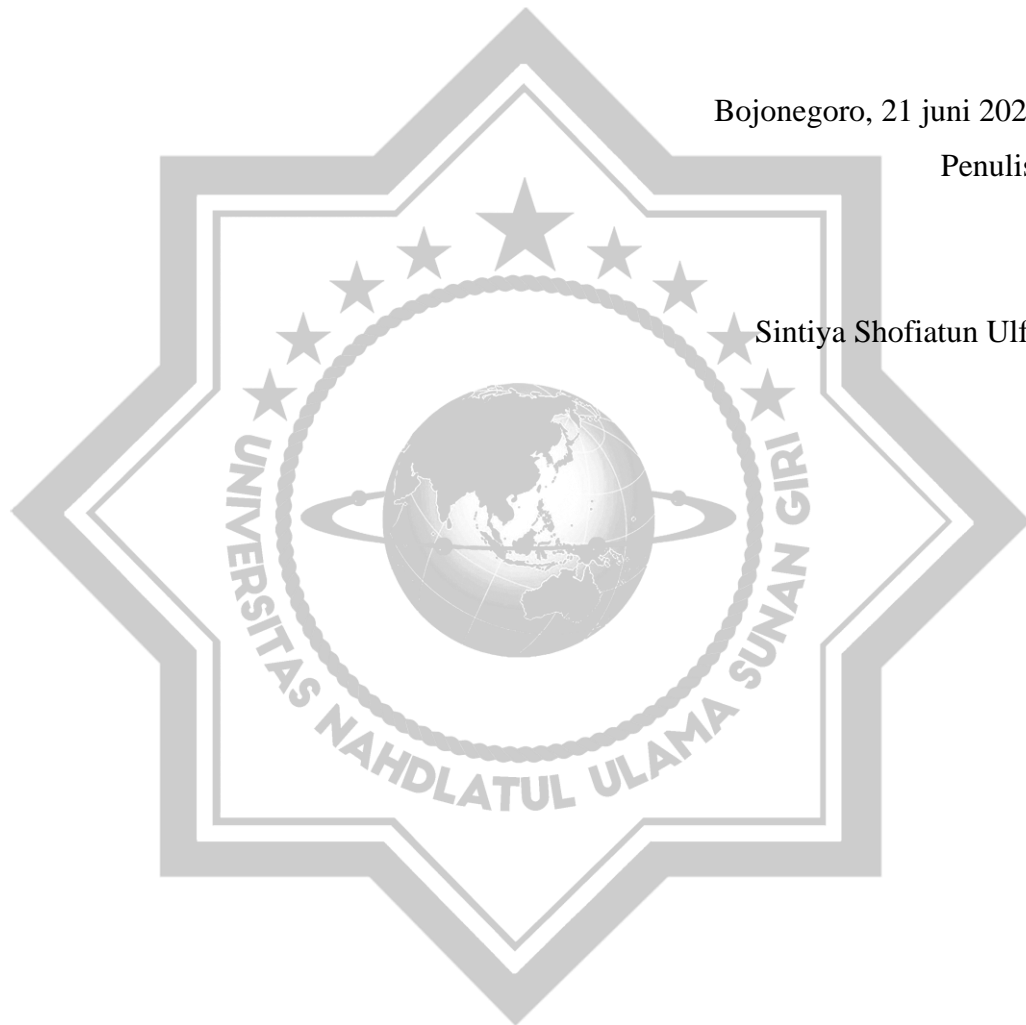 Bojonegoro, 21 juni 202
Penulis
Sintiya Shofiatun Ulf
UNIVERSITAS NAHDLATUL ULAMA SUNAN GIRI